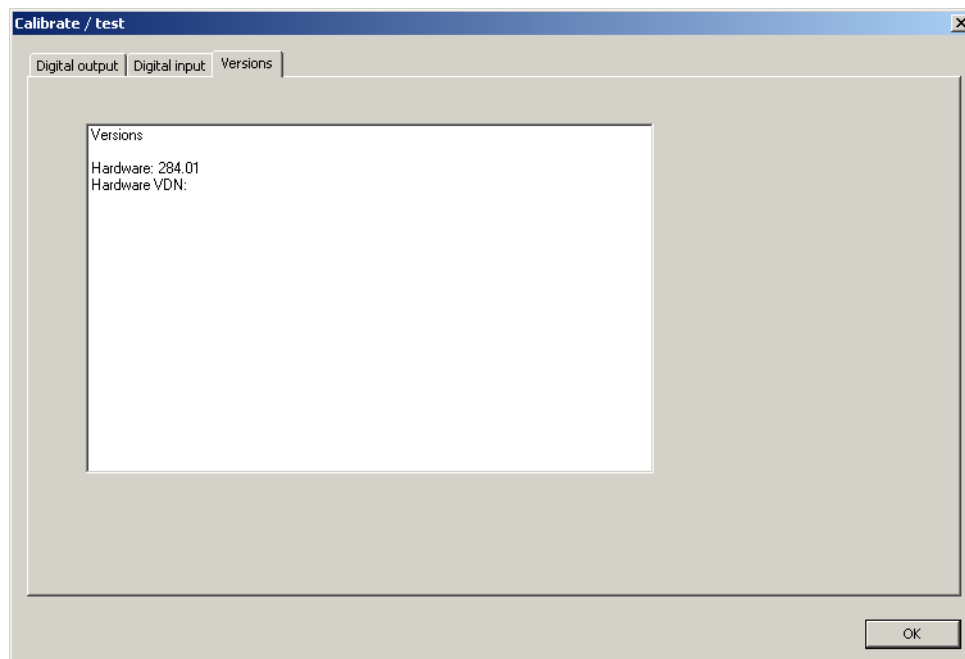 Calibrate / test
Digital output Digital input Versions
Versions
Hardware: 284.01
Hardware VDN:
OK